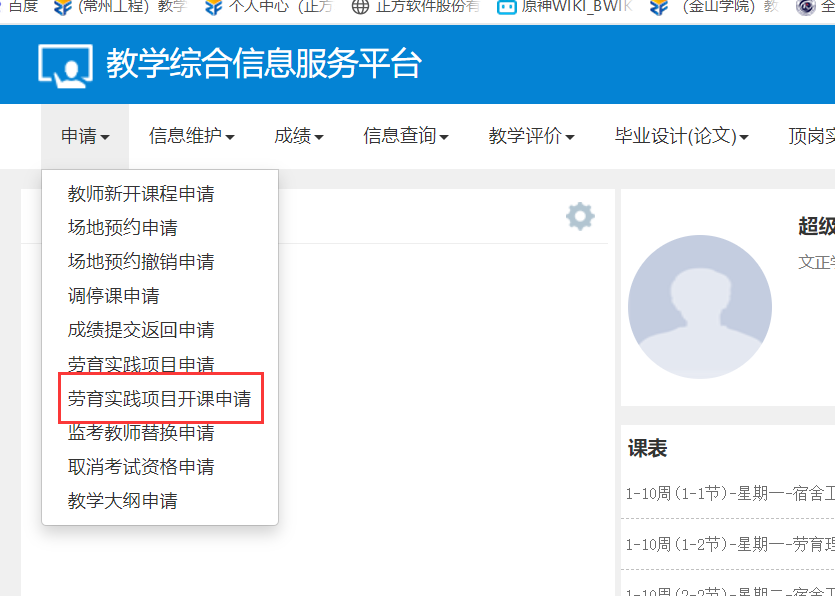 百度 (常州工程）教学 个人中心（正方 正方软件股份有 原神WIKI_BWIK （金山学院）教 全
教学综合信息服务平台
申请 信息维护 成绩 信息查询 教学评价 毕业设计(论文) 顶岗实
教师新开课程申请
场地预约申请
场地预约撤销申请
调停课申请
成绩提交返回申请
劳育实践项目申请
劳育实践项目开课申请
监考教师替换申请
取消考试资格申请
教学大纲申请
超级
文正学
课表
1-10周(1-1节)-星期一-宿舍卫
1-10周(1-2节)-星期一-劳育理
1-10周(2-2节)-星期二-宿舍卫